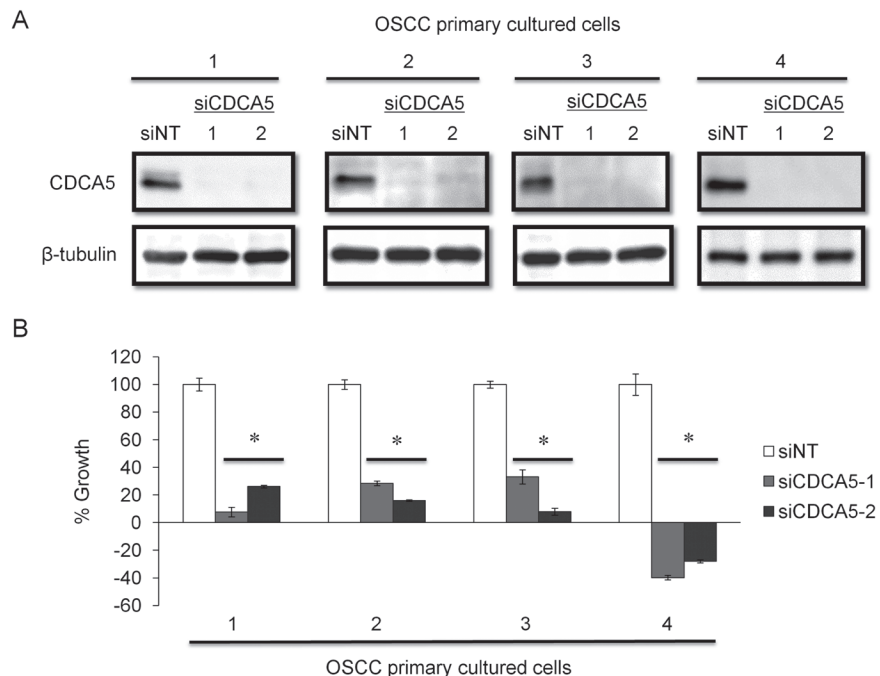 A
OSCC primary cultured cells
1 2 3 4
siCDCA5 siCDCA5 siCDCA5 siCDCA5
siNT 1 2 siNT 1 2 siNT 1 2 siNT 1 2
CDCA5
β-tubulin
B
120
100
80
60
40
20
0
-20
-40
-60
% Growth
* * * *
siNT
siCDCA5-1
siCDCA5-2
1 2 3 4
OSCC primary cultured cells